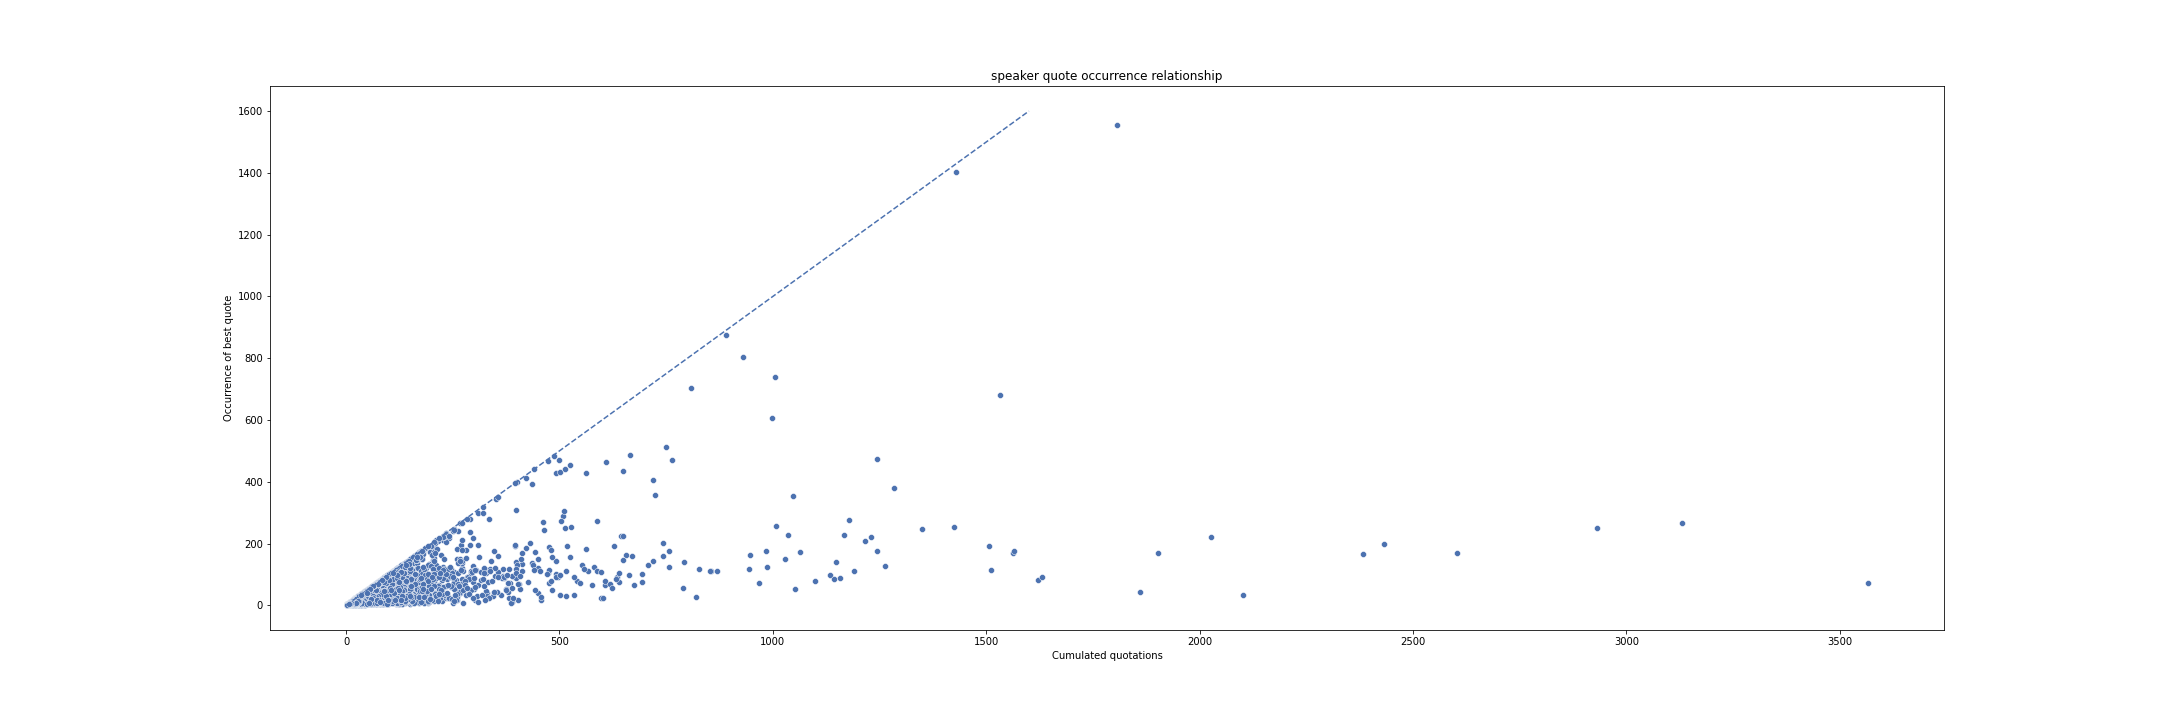 speaker quote occurrence relationship
1600
1400
1200
1000
800
600
400
200
0
Occurrence of best quote
0 500 1000 1500 2000 2500 3000 3500
Cumulated quotations